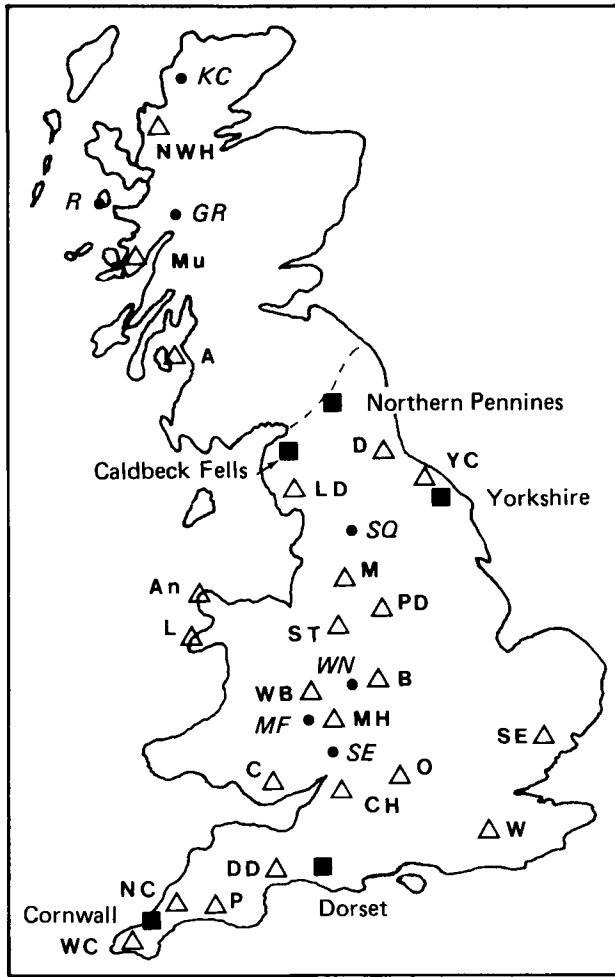 KC
NWH
R
GR
Mu
A
Northern Pennines
D
YC
Caldbeck Fells
LD
Yorkshire
SQ
M
An
PD
L
ST
WN
B
WB
MF
MH
SE
SE
C
O
CH
W
DD
NC
P
Dorset
Cornwall
WC